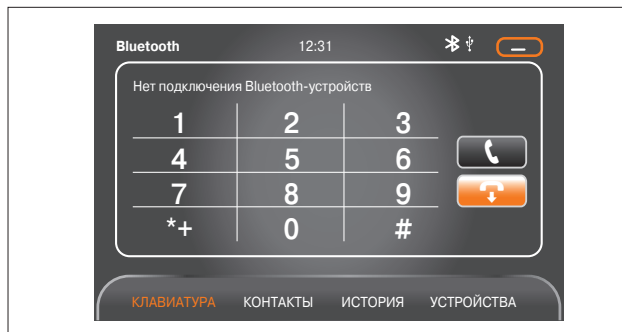 Bluetooth 12:31
Нет подключения Bluetooth-устройств
1 2 3
4 5 6
7 8 9
*+ 0 #
КЛАВИАТУРА КОНТАКТЫ ИСТОРИЯ УСТРОЙСТВА